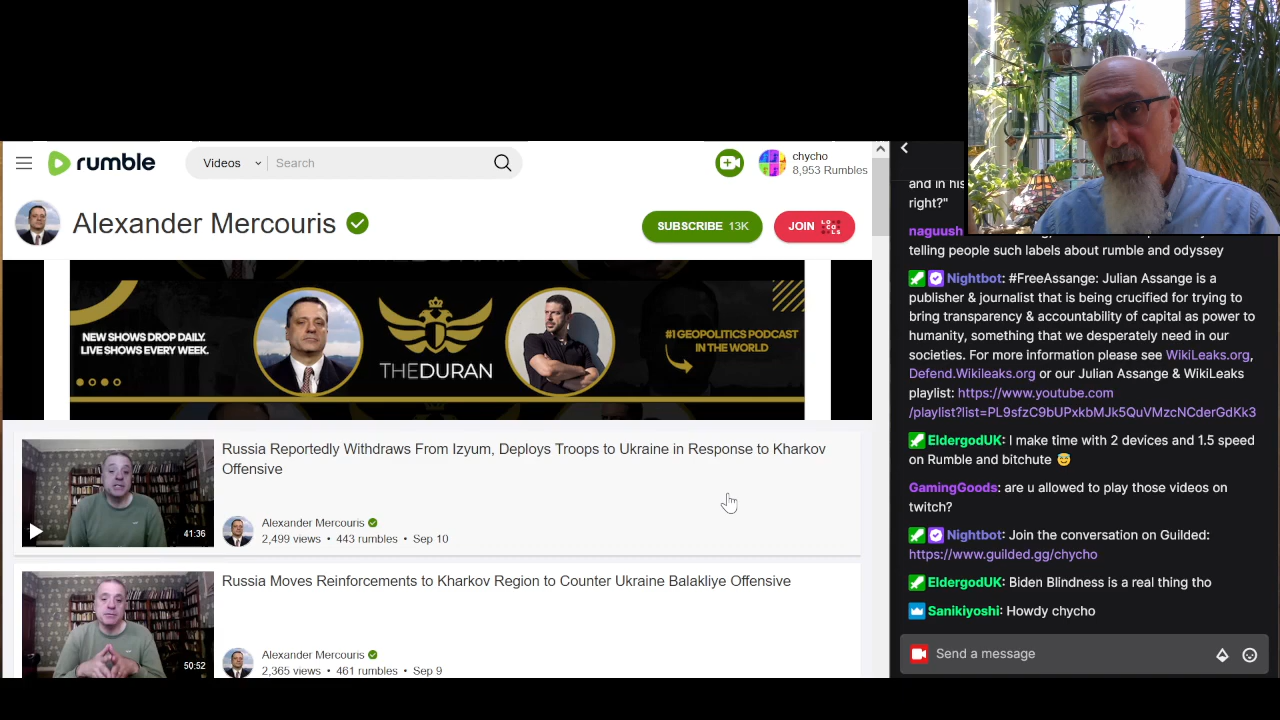 rumble
Videos
Search
chycho
8,953 Rumbles
Alexander Mercouris
SUBSCRIBE 13K
JOIN LOCALS
NEW SHOWS DROP DAILY.
LIVE SHOWS EVERY WEEK.
THEDURAN
#1 GEOPOLITICS PODCAST
IN THE WORLD
41:36
Russia Reportedly Withdraws From Izyum, Deploys Troops to Ukraine in Response to Kharkov
Offensive
Alexander Mercouris
2,499 views • 443 rumbles • Sep 10
50:52
Russia Moves Reinforcements to Kharkov Region to Counter Ukraine Balakliye Offensive
Alexander Mercouris
2,365 views • 461 rumbles • Sep 9
and in his
right?"
naguush
telling people such labels about rumble and odyssey
Nightbot: #FreeAssange: Julian Assange is a
publisher & journalist that is being crucified for trying to
bring transparency & accountability of capital as power to
humanity, something that we desperately need in our
societies. For more information please see WikiLeaks.org,
Defend.Wikileaks.org or our Julian Assange & WikiLeaks
playlist: https://www.youtube.com
/playlist?list=PL9sfzC9bUPxkbMJk5QuVMzcNCderGdKk3
EldergodUK: I make time with 2 devices and 1.5 speed
on Rumble and bitchute 😇
GamingGoods: are u allowed to play those videos on
twitch?
Nightbot: Join the conversation on Guilded:
https://www.guilded.gg/chycho
EldergodUK: Biden Blindness is a real thing tho
Sanikiyoshi: Howdy chycho
Send a message